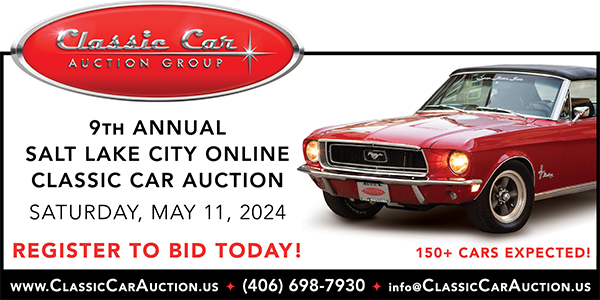 Classic Car
AUCTION GROUP
9TH ANNUAL
SALT LAKE CITY ONLINE
CLASSIC CAR AUCTION
SATURDAY, MAY 11, 2024
REGISTER TO BID TODAY!
150+ CARS EXPECTED!
WWW.CLASSICCARAUCTION.US ✦ (406) 698-7930 ✦ info@CLASSICCARAUCTION.US